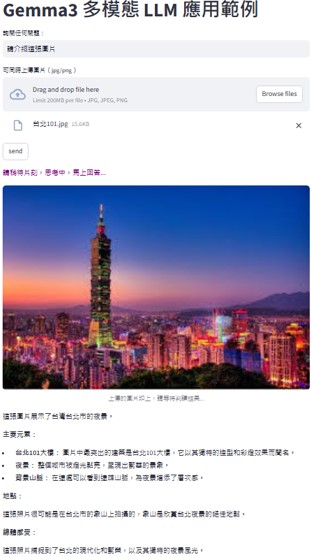 Gemma3 多模態 LLM 應用範例
詢問任何問題：
請介紹這張圖片
可同時上傳圖片 ( jpg/png )
Drag and drop file here
Limit 200MB per file • JPG, JPEG, PNG
Browse files
台北101.jpg 15.6KB
send
請稍待片刻，思考中，馬上回答...
上傳的圖片如上，請等待判讀結果...
這張圖片展示了台灣台北市的夜景。
主要元素：
台北101大樓： 圖片中最突出的建築是台北101大樓，它以其獨特的造型和彩燈效果而聞名。
夜景： 整個城市被燈光點亮，呈現出繁華的景象。
背景山脈： 在遠處可以看到連綿山脈，為夜景增添了層次感。
地點：
這張照片很可能是在台北市的象山上拍攝的，象山是欣賞台北夜景的絕佳地點。
總體感受：
這張照片捕捉到了台北的現代化和繁榮，以及其獨特的夜景風光。